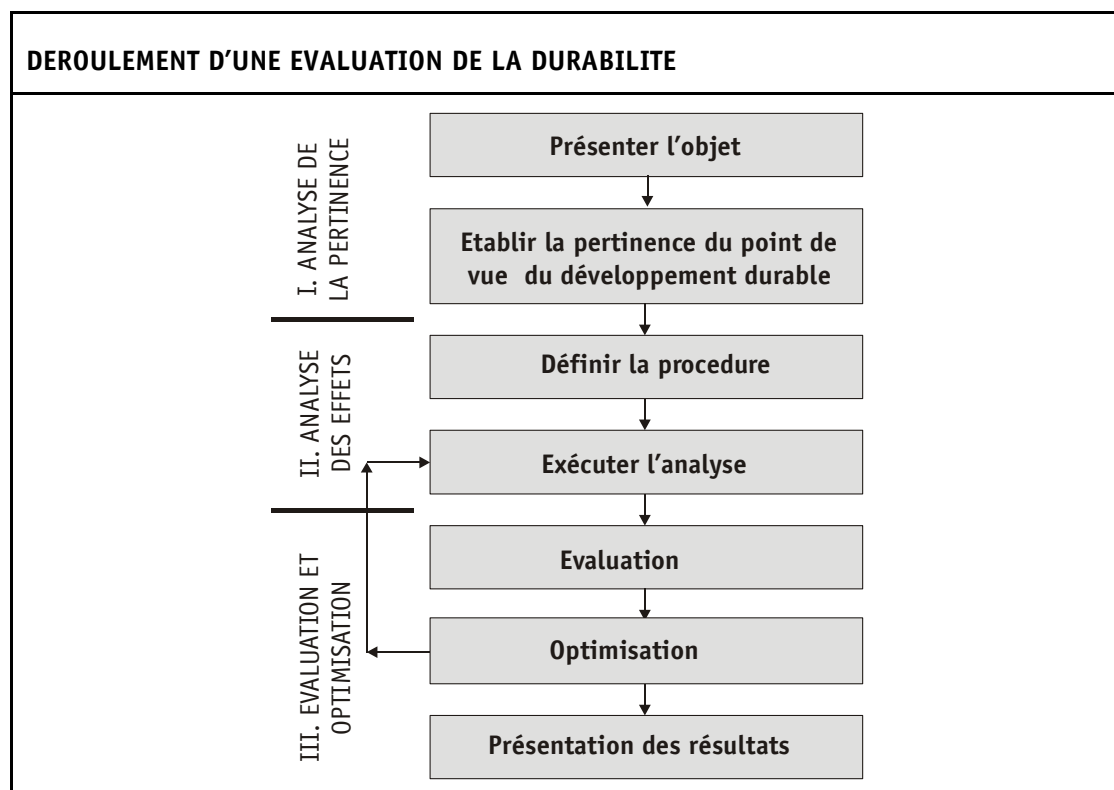 DEROULEMENT D'UNE EVALUATION DE LA DURABILITE
I. ANALYSE DE
LA PERTINENCE
Présenter l'objet
Etablir la pertinence du point de
vue du développement durable
II. ANALYSE
DES EFFETS
Définir la procedure
Exécuter l'analyse
III. EVALUATION ET
OPTIMISATION
Evaluation
Optimisation
Présentation des résultats